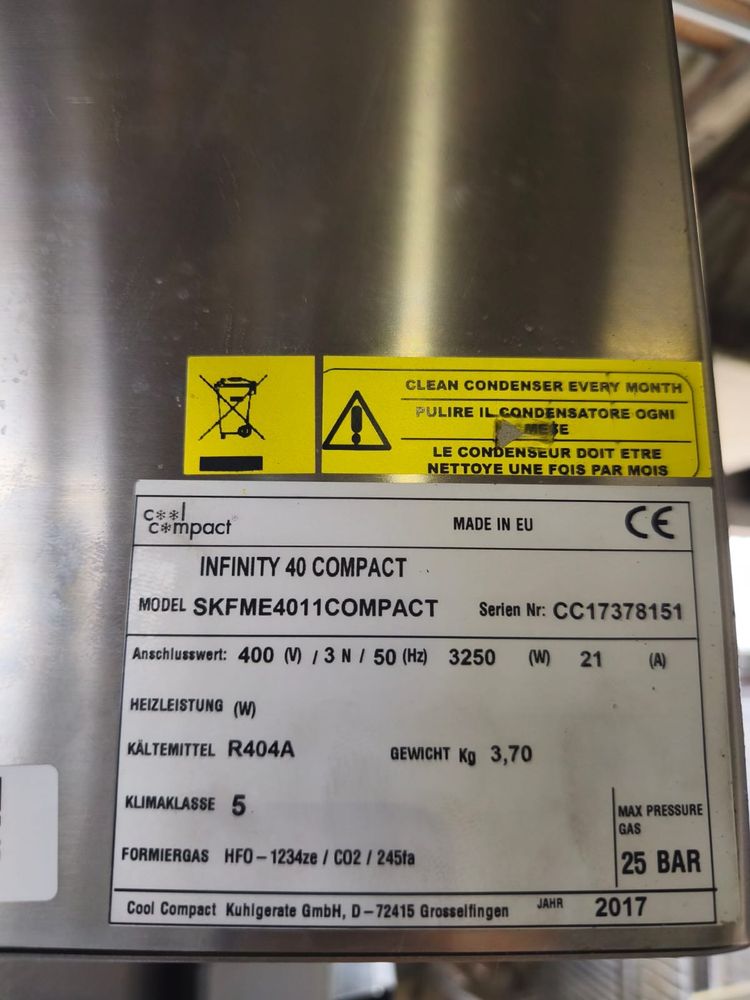 CLEAN CONDENSER EVERY MONTH
PULIRE IL CONDENSATORE OGNI
MESE
LE CONDENSEUR DOIT ETRE
NETTOYE UNE FOIS PAR MOIS
c**l
c*mpact
MADE IN EU
CE
INFINITY 40 COMPACT
MODEL SKFME4011COMPACT Serien Nr: CC17378151
Anschlusswert: 400 (V) / 3 N / 50 (Hz) 3250 (W) 21 (A)
HEIZLEISTUNG (W)
KÄLTEMITTEL R404A GEWICHT Kg 3,70
KLIMAKLASSE 5
MAX PRESSURE
GAS
25 BAR
FORMIERGAS HFO-1234ze / CO2 / 245fa
Cool Compact Kuhlgerate GmbH, D-72415 Grosselfingen JAHR 2017